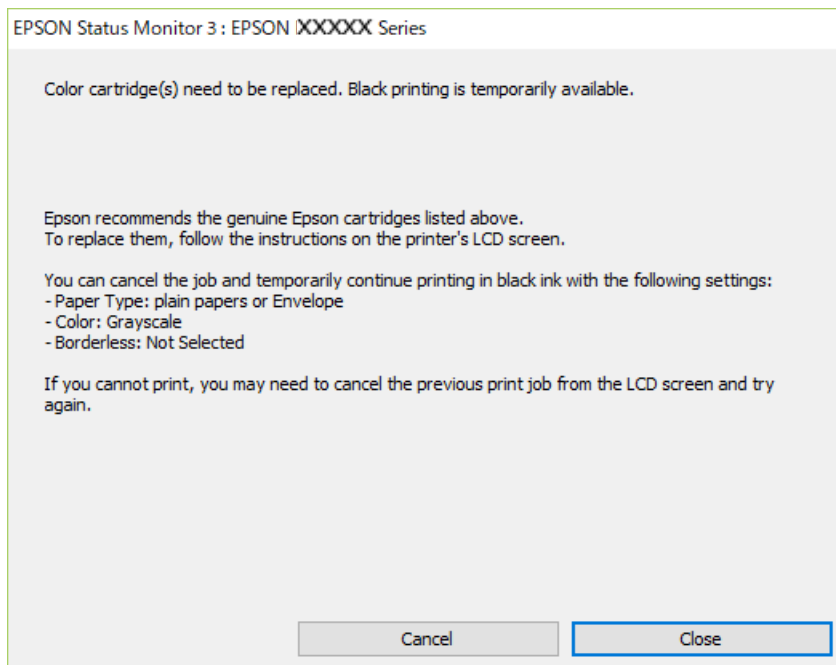 EPSON Status Monitor 3 : EPSON XXXXX Series
Color cartridge(s) need to be replaced. Black printing is temporarily available.
Epson recommends the genuine Epson cartridges listed above.
To replace them, follow the instructions on the printer's LCD screen.
You can cancel the job and temporarily continue printing in black ink with the following settings:
- Paper Type: plain papers or Envelope
- Color: Grayscale
- Borderless: Not Selected
If you cannot print, you may need to cancel the previous print job from the LCD screen and try
again.
Cancel
Close